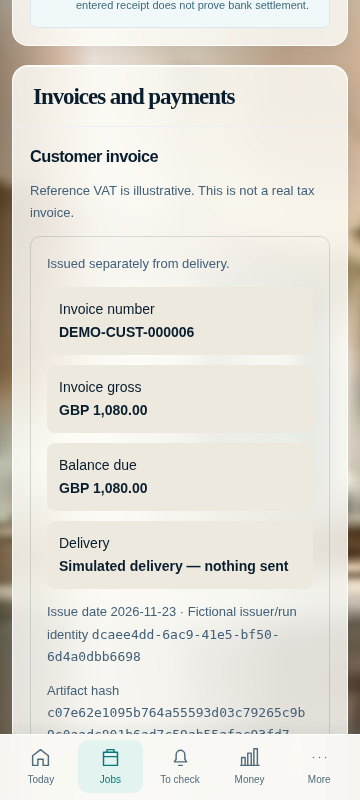 entered receipt does not prove bank settlement.
Invoices and payments
Customer invoice
Reference VAT is illustrative. This is not a real tax
invoice.
Issued separately from delivery.
Invoice number
DEMO-CUST-000006
Invoice gross
GBP 1,080.00
Balance due
GBP 1,080.00
Delivery
Simulated delivery — nothing sent
Issue date 2026-11-23 · Fictional issuer/run
identity dcaee4dd-6ac9-41e5-bf50-
6d4a0dbb6698
Artifact hash
c07e62e1095b764a55593d03c79265c9b
Today
Jobs
To check
Money
More